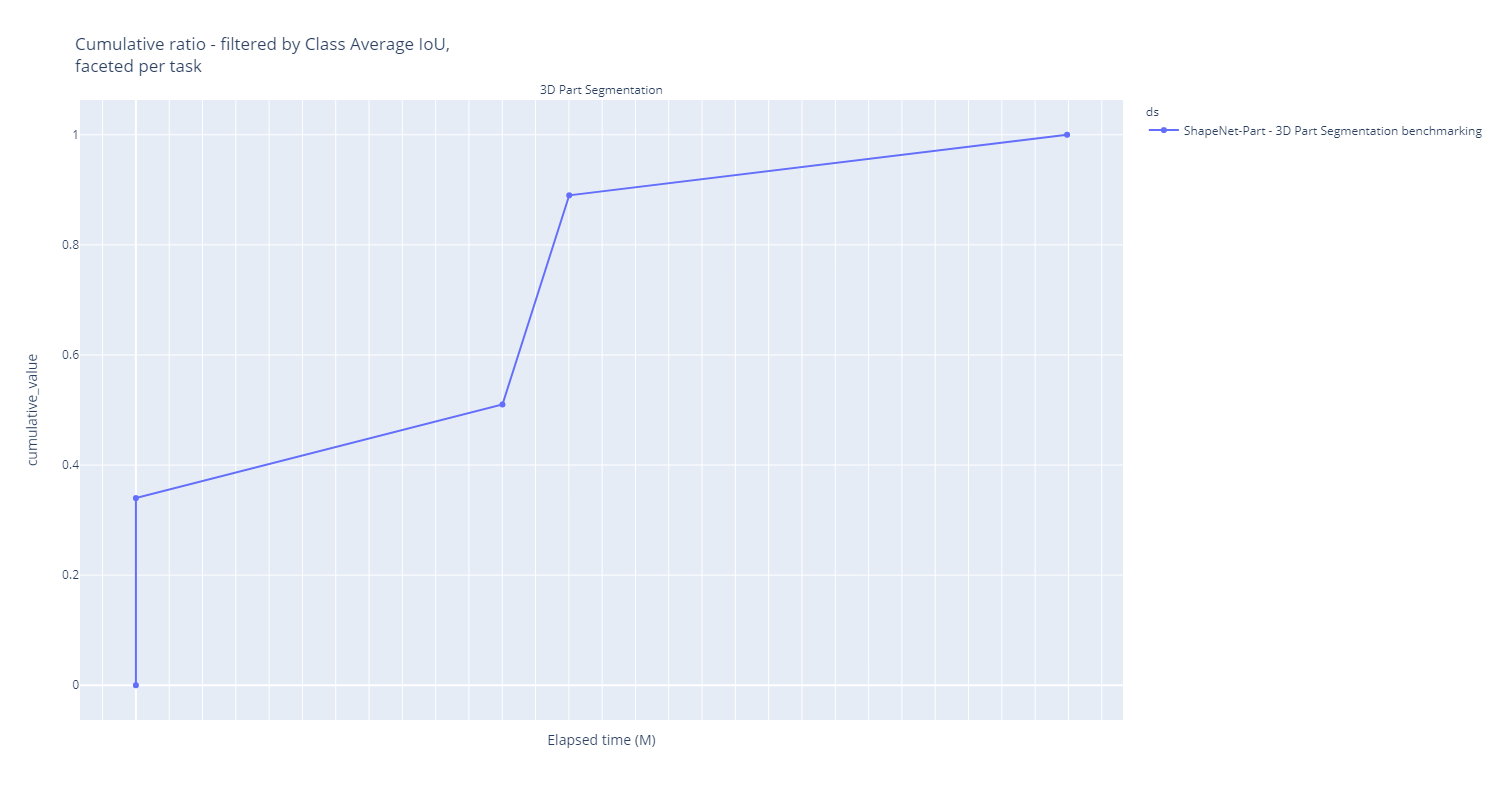 Cumulative ratio - filtered by Class Average IoU,
faceted per task
3D Part Segmentation
ds
ShapeNet-Part - 3D Part Segmentation benchmarking
1
0.8
0.6
0.4
0.2
0
cumulative_value
Elapsed time (M)